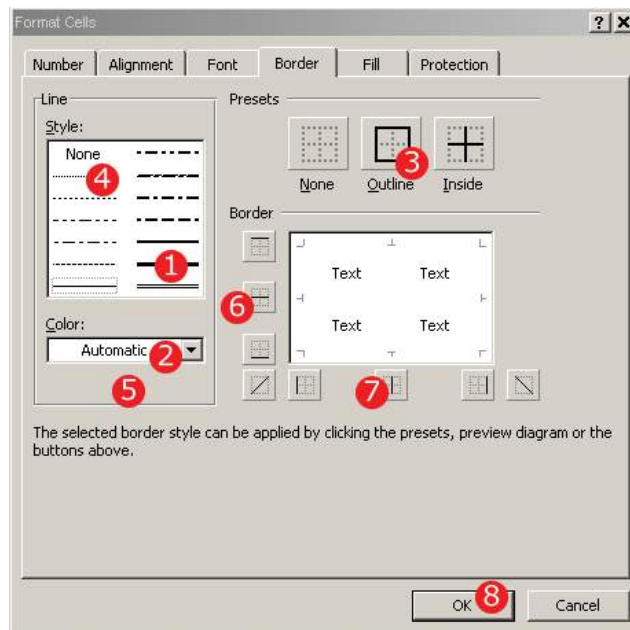 Format Cells ? X
Number Alignment Font Border Fill Protection
Line
Style:
None
4
1
Color:
Automatic 2
5
Presets
3
None Outline Inside
Border
Text Text
6
Text Text
7
The selected border style can be applied by clicking the presets, preview diagram or the
buttons above.
OK 8 Cancel